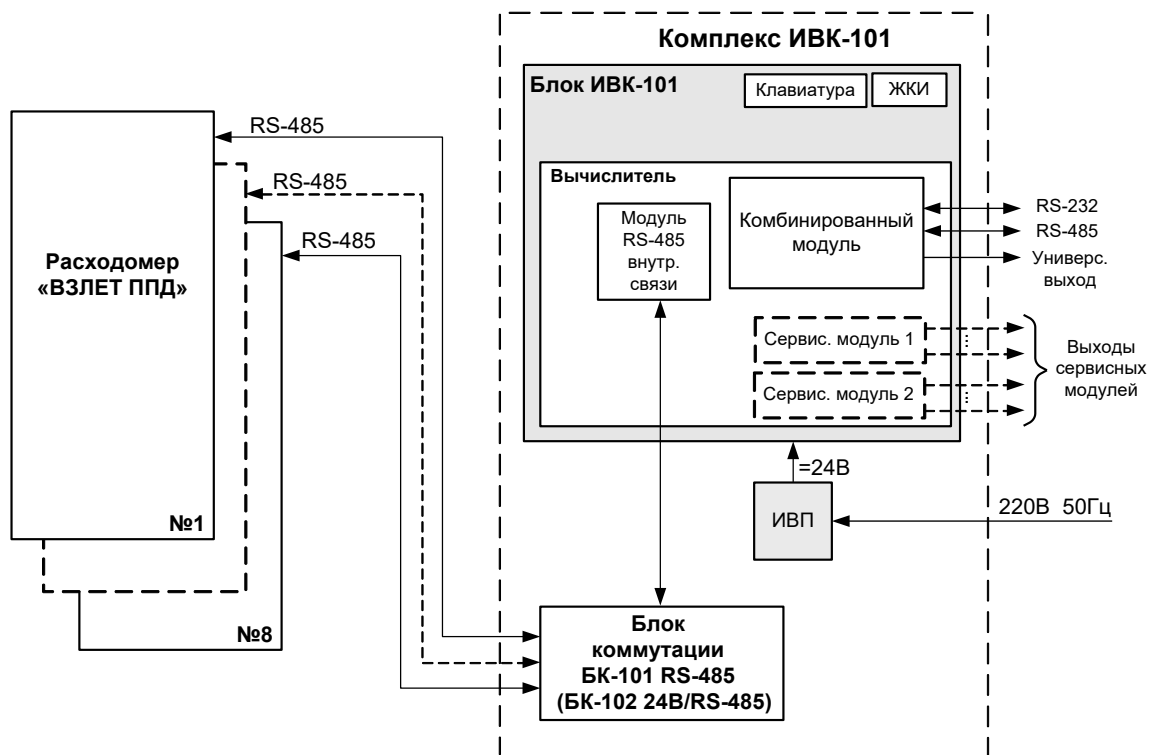 Комплекс ИВК-101
Блок ИВК-101
Клавиатура
ЖКИ
RS-485
RS-485
RS-485
Расходомер
«ВЗЛЕТ ППД»
№1
№8
Вычислитель
Модуль
RS-485
внутр.
связи
Комбинированный
модуль
RS-232
RS-485
Универс.
выход
Сервис. модуль 1
Сервис. модуль 2
Выходы
сервисных
модулей
=24В
ИВП
220В 50Гц
Блок
коммутации
БК-101 RS-485
(БК-102 24В/RS-485)